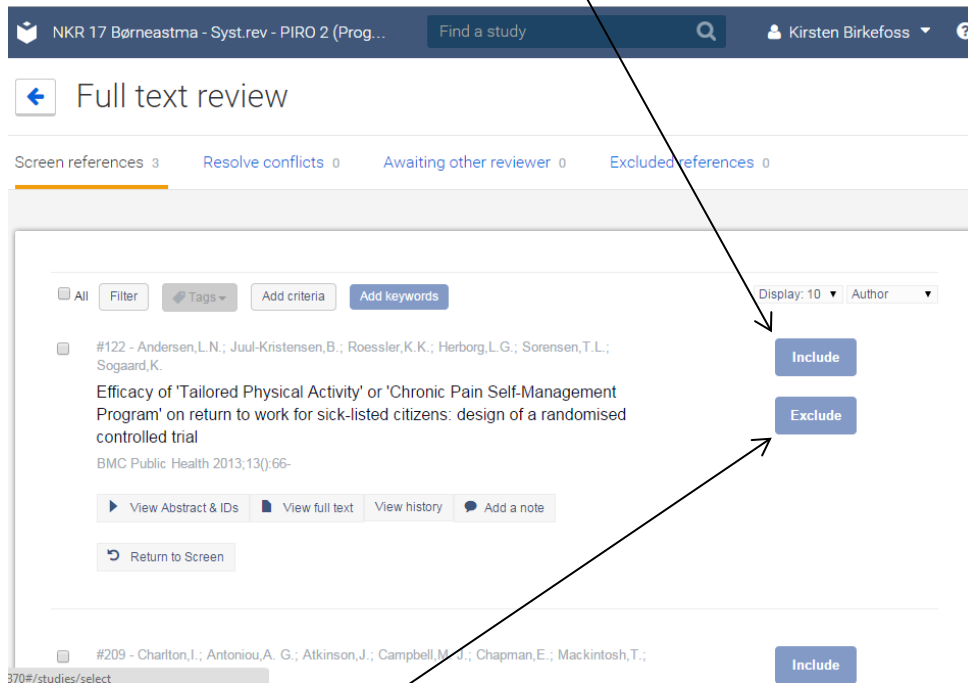 NKR 17 Børneastma - Syst.rev - PIRO 2 (Prog... Find a study Kirsten Birkefoss ?
Full text review
Screen references 3 Resolve conflicts 0 Awaiting other reviewer 0 Excluded references 0
All Filter Tags Add criteria Add keywords Display: 10 Author
#122 - Andersen,L.N.; Juul-Kristensen,B.; Roessler,K.K.; Herborg,L.G.; Sorensen,T.L.;
Sogaard,K.
Include
Efficacy of 'Tailored Physical Activity' or 'Chronic Pain Self-Management
Program' on return to work for sick-listed citizens: design of a randomised
controlled trial
Exclude
BMC Public Health 2013;13():66-
View Abstract & IDs View full text View history Add a note
Return to Screen
#209 - Charlton,I.; Antoniou,A. G.; Atkinson,J.; Campbell,M. J.; Chapman,E.; Mackintosh,T.;
Include
370#/studies/select